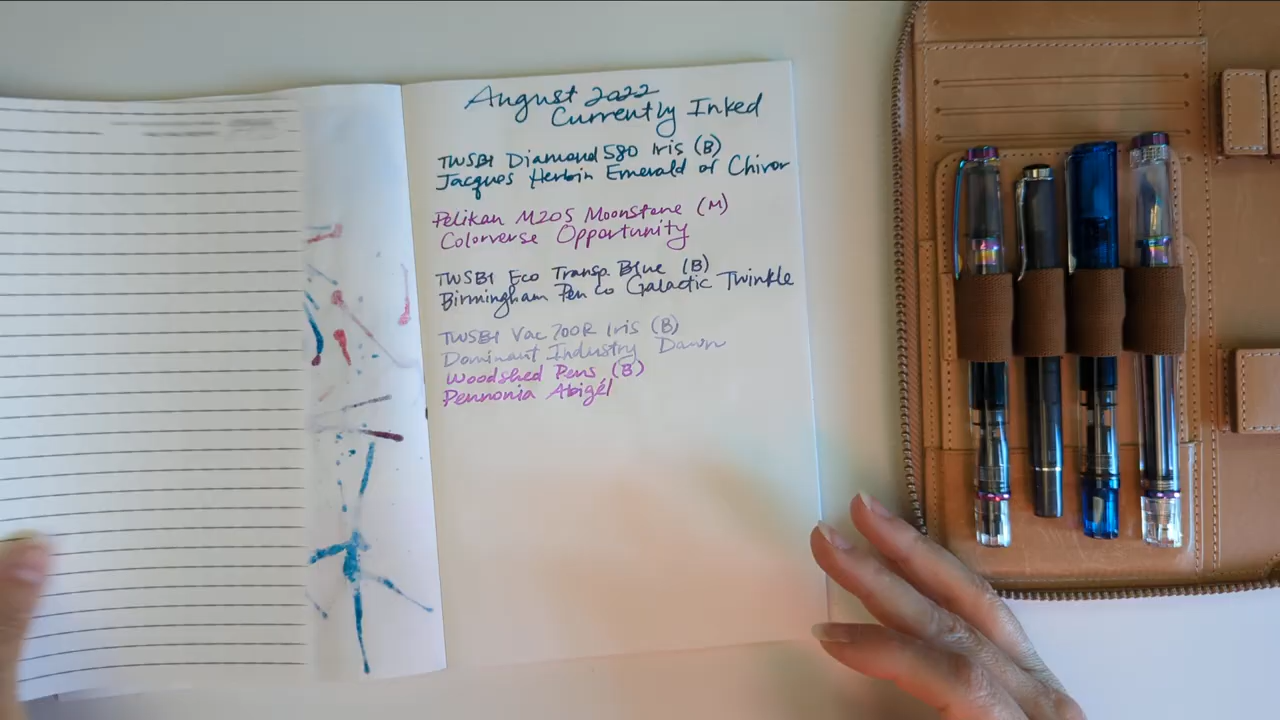 August 2022
Currently Inked
TWSBI Diamond 580 Iris (B)
Jacques Herbin Emerald of Chivor
Pelikan M205 Moonstone (M)
Colorverse Opportunity
TWSBI Eco Transp. Blue (B)
Birmingham Pen Co Galactic Twinkle
TWSBI Vac 700R Iris (B)
Dominant Industry Dawn
Woodshed Pens (B)
Pennonia Abigél